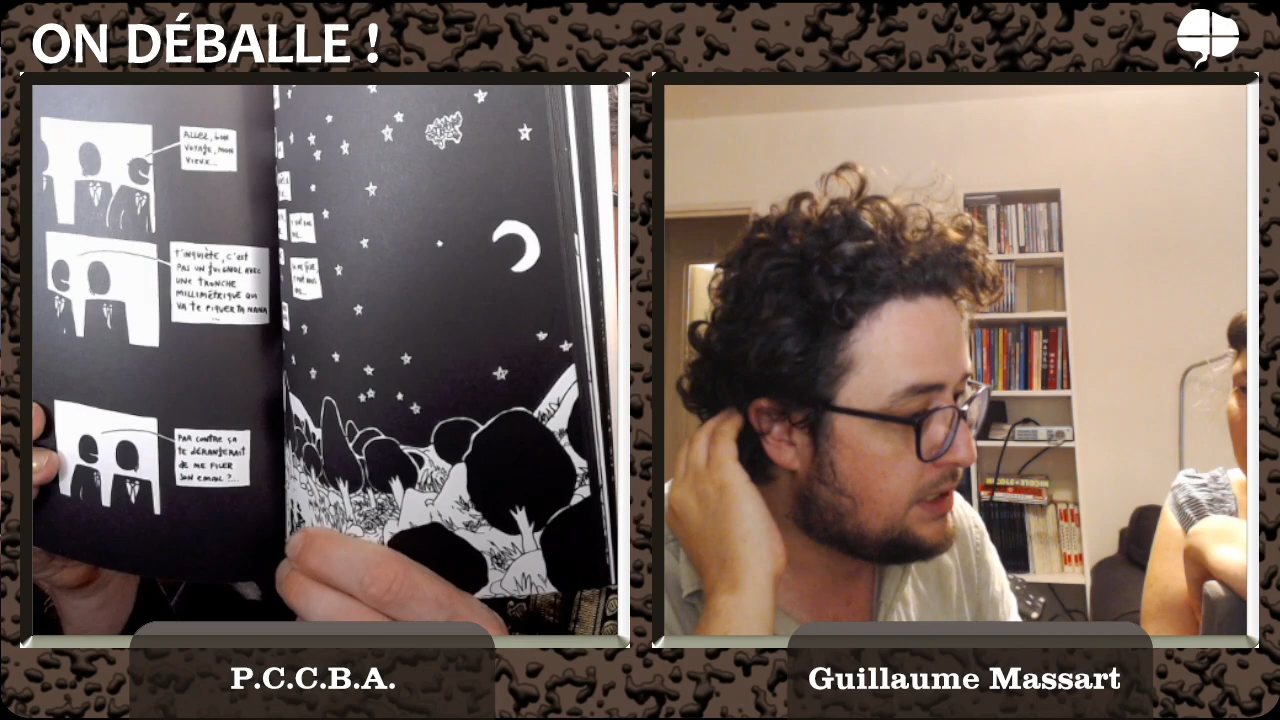 ON DÉBALLE !
ALLEZ, BON
VOYAGE, MON
VIEUX...
T'INQUIÈTE, C'EST
PAS UN GUIGNOL AVEC
UNE TRONCHE
MILLIMÉTRIQUE QUI
VA TE PIQUER TA NANA
...
PAR CONTRE ÇA
TE DÉRANGERAIT
DE ME FILER
SON EMAIL ?...
P.C.C.B.A.
Guillaume Massart